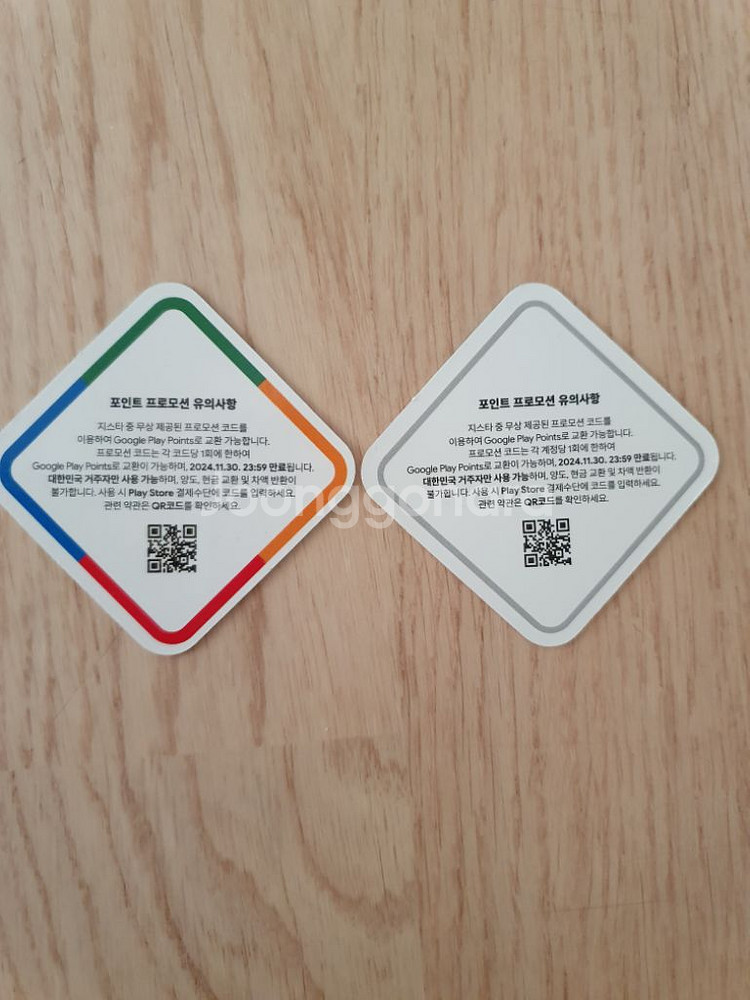 포인트 프로모션 유의사항
지스타 중 무상 제공된 프로모션 코드를
이용하여 Google Play Points로 교환 가능합니다.
프로모션 코드는 각 코드당 1회에 한하여
Google Play Points로 교환이 가능하며, 2024.11.30. 23:59 만료됩니다.
대한민국 거주자만 사용 가능하며, 양도, 현금 교환 및 차액 반환이
불가합니다. 사용 시 Play Store 결제수단에 코드를 입력하세요.
관련 약관은 QR코드를 확인하세요.
포인트 프로모션 유의사항
지스타 중 무상 제공된 프로모션 코드를
이용하여 Google Play Points로 교환 가능합니다.
프로모션 코드는 각 계정당 1회에 한하여
Google Play Points로 교환이 가능하며, 2024.11.30. 23:59 만료됩니다.
대한민국 거주자만 사용 가능하며, 양도, 현금 교환 및 차액 반환이
불가합니다. 사용 시 Play Store 결제수단에 코드를 입력하세요.
관련 약관은 QR코드를 확인하세요.
Joonggonara